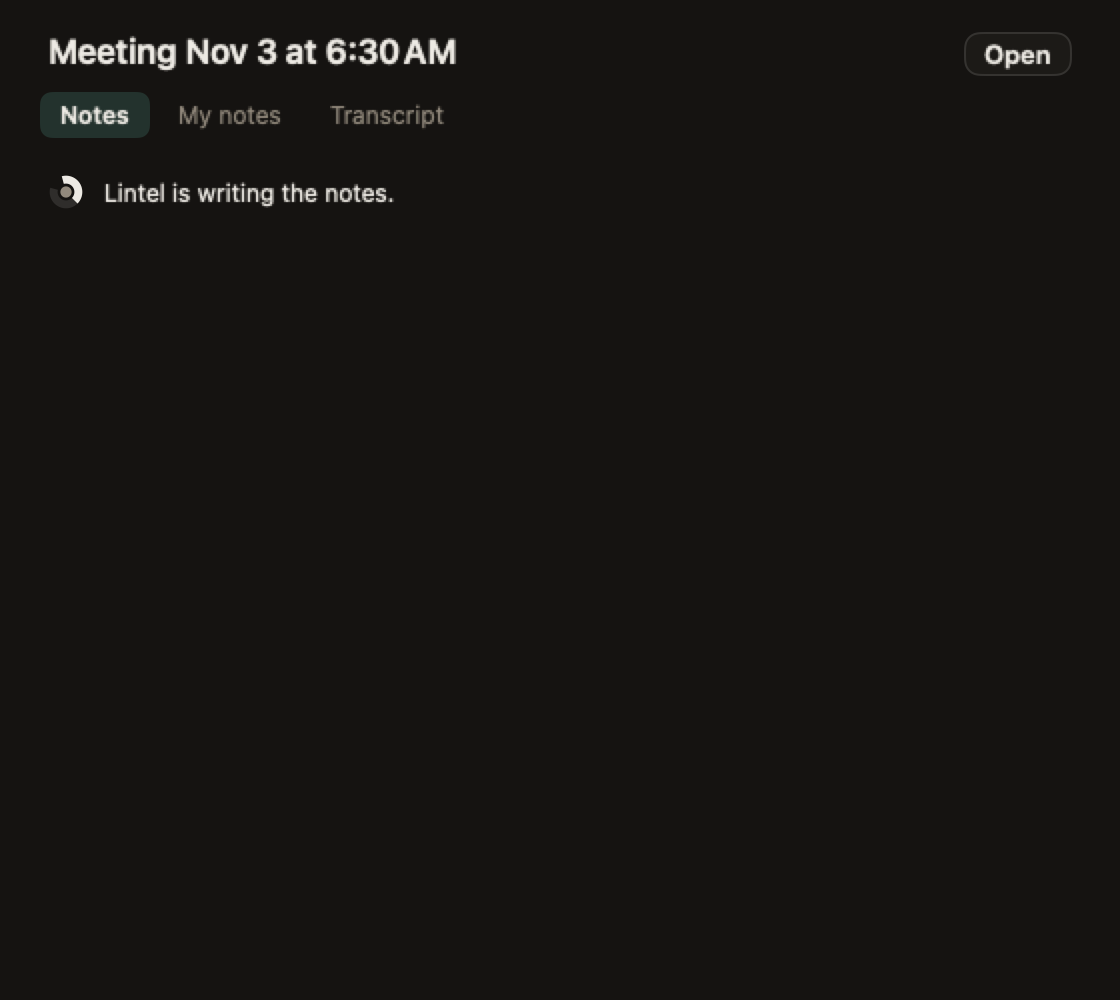 Meeting Nov 3 at 6:30 AM
Open
Notes
My notes
Transcript
Lintel is writing the notes.